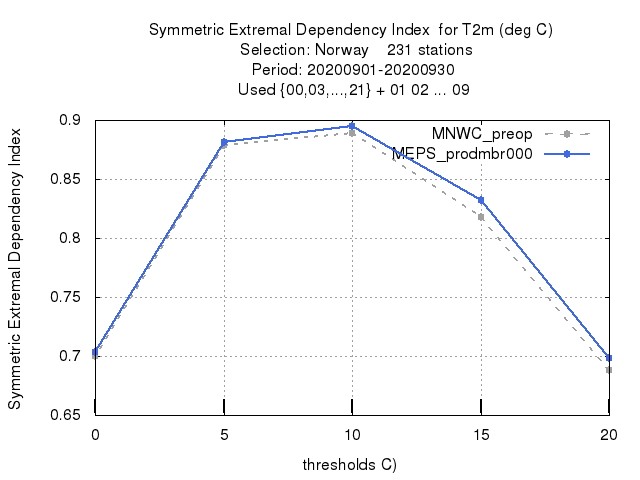 Symmetric Extremal Dependency Index  for T2m (deg C)
Selection: Norway    231 stations
Period: 20200901-20200930
Used {00,03,...,21} + 01 02 ... 09
MNWC_preop
MEPS_prodmbr000
0.9
0.85
0.8
0.75
0.7
0.65
Symmetric Extremal Dependency Index
0 5 10 15 20
thresholds C)